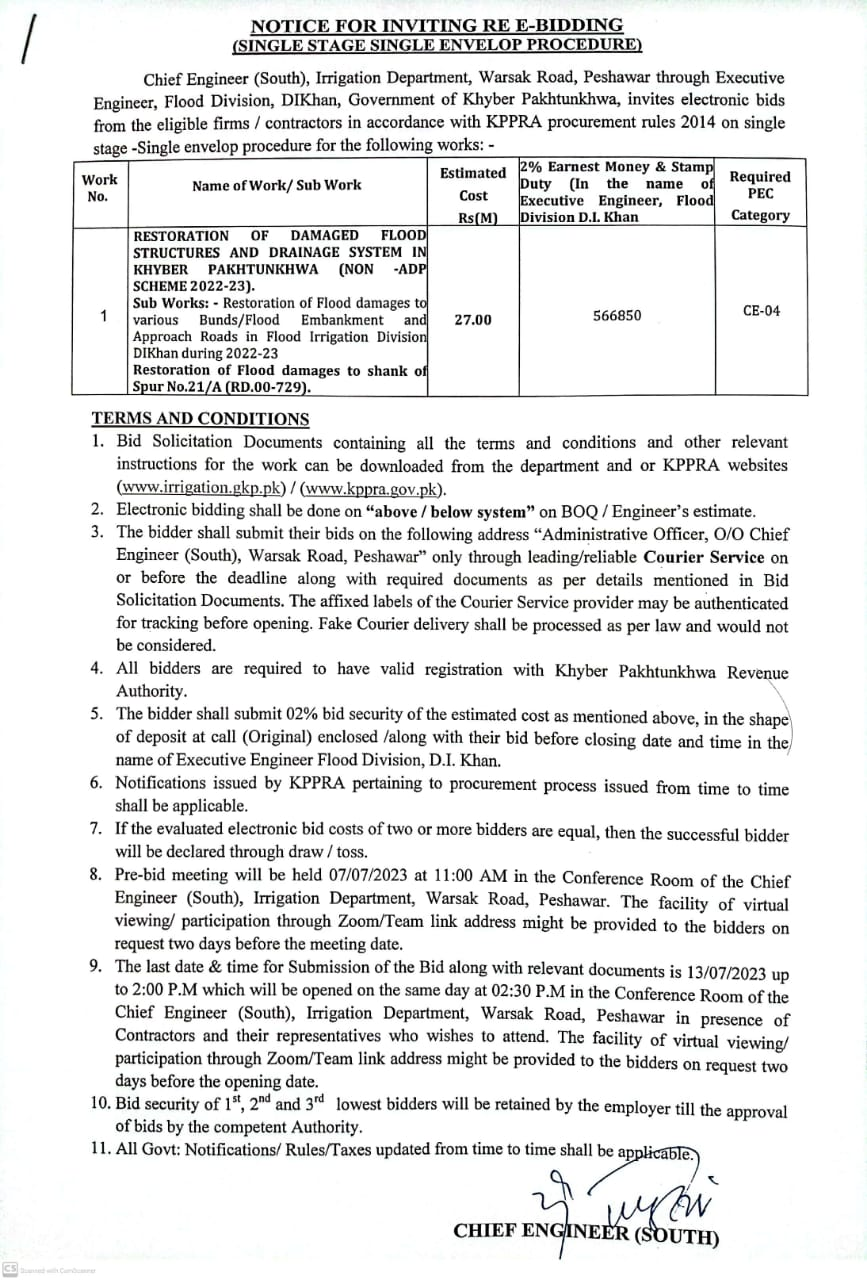 NOTICE FOR INVITING RE E-BIDDING
(SINGLE STAGE SINGLE ENVELOP PROCEDURE)
Chief Engineer (South), Irrigation Department, Warsak Road, Peshawar through Executive
Engineer, Flood Division, DIKhan, Government of Khyber Pakhtunkhwa, invites electronic bids
from the eligible firms / contractors in accordance with KPPRA procurement rules 2014 on single
stage -Single envelop procedure for the following works: -
Work
No.
Name of Work/ Sub Work
Estimated
Cost
Rs(M)
2% Earnest Money & Stamp
Duty (In the name of
Executive Engineer, Flood
Division D.I. Khan
Required
PEC
Category
1
RESTORATION OF DAMAGED FLOOD
STRUCTURES AND DRAINAGE SYSTEM IN
KHYBER PAKHTUNKHWA (NON -ADP
SCHEME 2022-23).
Sub Works: - Restoration of Flood damages to
various Bunds/Flood Embankment and
Approach Roads in Flood Irrigation Division
DIKhan during 2022-23
Restoration of Flood damages to shank of
Spur No.21/A (RD.00-729).
27.00
566850
CE-04
TERMS AND CONDITIONS
1. Bid Solicitation Documents containing all the terms and conditions and other relevant
instructions for the work can be downloaded from the department and or KPPRA websites
(www.irrigation.gkp.pk) / (www.kppra.gov.pk).
2. Electronic bidding shall be done on “above / below system” on BOQ / Engineer’s estimate.
3. The bidder shall submit their bids on the following address “Administrative Officer, O/O Chief
Engineer (South), Warsak Road, Peshawar” only through leading/reliable Courier Service on
or before the deadline along with required documents as per details mentioned in Bid
Solicitation Documents. The affixed labels of the Courier Service provider may be authenticated
for tracking before opening. Fake Courier delivery shall be processed as per law and would not
be considered.
4. All bidders are required to have valid registration with Khyber Pakhtunkhwa Revenue
Authority.
5. The bidder shall submit 02% bid security of the estimated cost as mentioned above, in the shape
of deposit at call (Original) enclosed /along with their bid before closing date and time in the
name of Executive Engineer Flood Division, D.I. Khan.
6. Notifications issued by KPPRA pertaining to procurement process issued from time to time
shall be applicable.
7. If the evaluated electronic bid costs of two or more bidders are equal, then the successful bidder
will be declared through draw / toss.
8. Pre-bid meeting will be held 07/07/2023 at 11:00 AM in the Conference Room of the Chief
Engineer (South), Irrigation Department, Warsak Road, Peshawar. The facility of virtual
viewing/ participation through Zoom/Team link address might be provided to the bidders on
request two days before the meeting date.
9. The last date & time for Submission of the Bid along with relevant documents is 13/07/2023 up
to 2:00 P.M which will be opened on the same day at 02:30 P.M in the Conference Room of the
Chief Engineer (South), Irrigation Department, Warsak Road, Peshawar in presence of
Contractors and their representatives who wishes to attend. The facility of virtual viewing/
participation through Zoom/Team link address might be provided to the bidders on request two
days before the opening date.
10. Bid security of 1st, 2nd and 3rd lowest bidders will be retained by the employer till the approval
of bids by the competent Authority.
11. All Govt: Notifications/ Rules/Taxes updated from time to time shall be applicable.
CHIEF ENGINEER (SOUTH)
CS Scanned with CamScanner